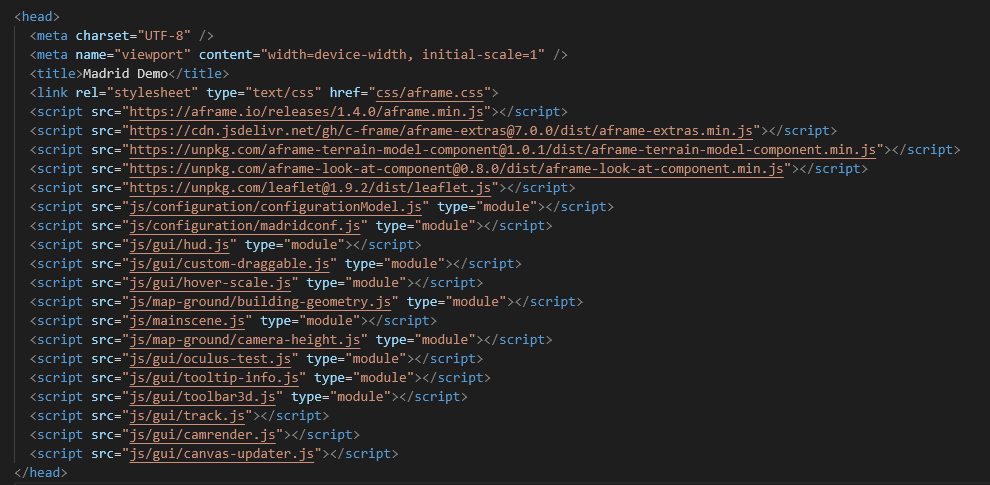 <head>
<meta charset="UTF-8" />
<meta name="viewport" content="width=device-width, initial-scale=1" />
<title>Madrid Demo</title>
<link rel="stylesheet" type="text/css" href="css/aframe.css">
<script src="https://aframe.io/releases/1.4.0/aframe.min.js"></script>
<script src="https://cdn.jsdelivr.net/gh/c-frame/aframe-extras@7.0.0/dist/aframe-extras.min.js"></script>
<script src="https://unpkg.com/aframe-terrain-model-component@1.0.1/dist/aframe-terrain-model-component.min.js"></script>
<script src="https://unpkg.com/aframe-look-at-component@0.8.0/dist/aframe-look-at-component.min.js"></script>
<script src="https://unpkg.com/leaflet@1.9.2/dist/leaflet.js"></script>
<script src="js/configuration/configurationModel.js" type="module"></script>
<script src="js/configuration/madridconf.js" type="module"></script>
<script src="js/gui/hud.js" type="module"></script>
<script src="js/gui/custom-draggable.js" type="module"></script>
<script src="js/gui/hover-scale.js" type="module"></script>
<script src="js/map-ground/building-geometry.js" type="module"></script>
<script src="js/mainscene.js" type="module"></script>
<script src="js/map-ground/camera-height.js" type="module"></script>
<script src="js/gui/oculus-test.js" type="module"></script>
<script src="js/gui/tooltip-info.js" type="module"></script>
<script src="js/gui/toolbar3d.js" type="module"></script>
<script src="js/gui/track.js"></script>
<script src="js/gui/camrender.js"></script>
<script src="js/gui/canvas-updater.js"></script>
</head>